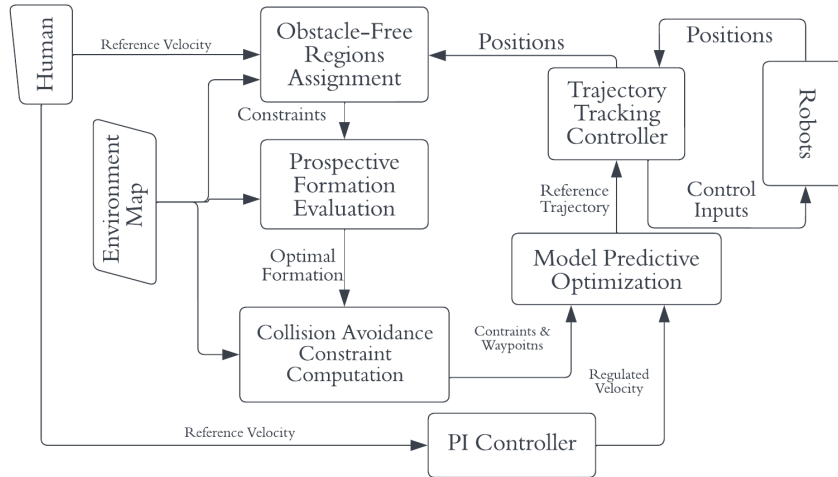 Human
Reference Velocity
Obstacle-Free
Regions
Assignment
Positions
Positions
Robots
Trajectory
Tracking
Controller
Constraints
Environment
Map
Prospective
Formation
Evaluation
Reference
Trajectory
Control
Inputs
Optimal
Formation
Model Predictive
Optimization
Collision Avoidance
Constraint
Computation
Contraints &
Waypoitns
Regulated
Velocity
Reference Velocity
PI Controller